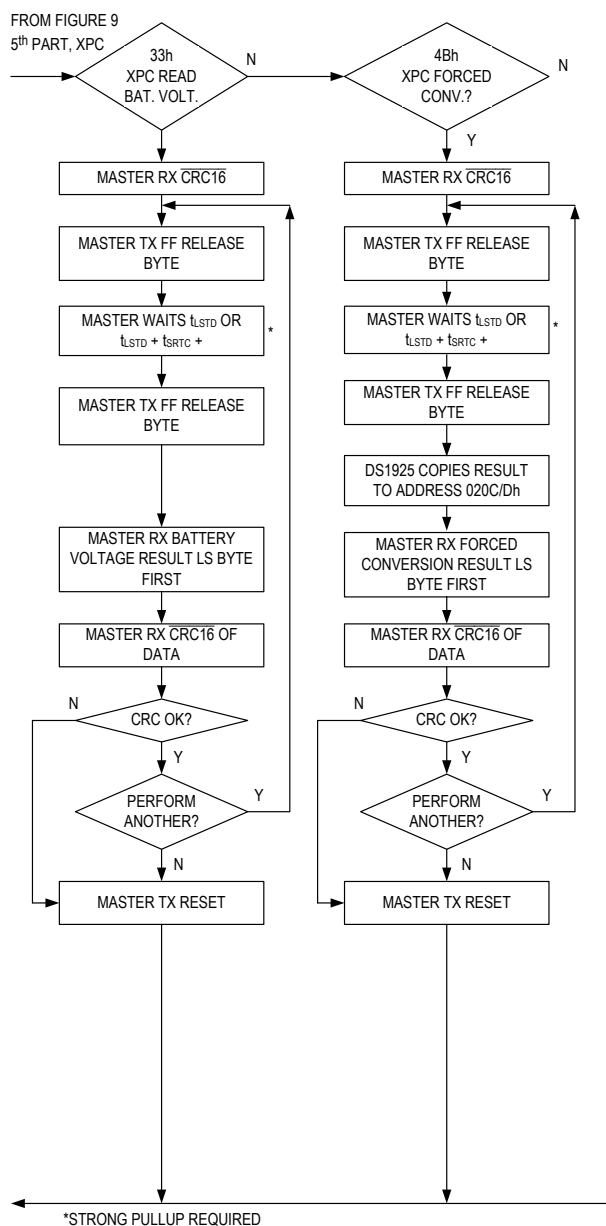 FROM FIGURE 9
5th PART, XPC
33h
XPC READ
BAT. VOLT.
N
4Bh
XPC FORCED
CONV.?
N
Y
MASTER RX CRC16
MASTER RX CRC16
MASTER TX FF RELEASE
BYTE
MASTER TX FF RELEASE
BYTE
MASTER WAITS tLSTD OR
tLSTD + tSRTC +
*
MASTER WAITS tLSTD OR
tLSTD + tSRTC +
*
MASTER TX FF RELEASE
BYTE
MASTER TX FF RELEASE
BYTE
DS1925 COPIES RESULT
TO ADDRESS 020C/Dh
MASTER RX BATTERY
VOLTAGE RESULT LS BYTE
FIRST
MASTER RX FORCED
CONVERSION RESULT LS
BYTE FIRST
MASTER RX CRC16 OF
DATA
MASTER RX CRC16 OF
DATA
N
CRC OK?
Y
N
CRC OK?
Y
PERFORM
ANOTHER?
Y
N
PERFORM
ANOTHER?
Y
N
MASTER TX RESET
MASTER TX RESET
*STRONG PULLUP REQUIRED